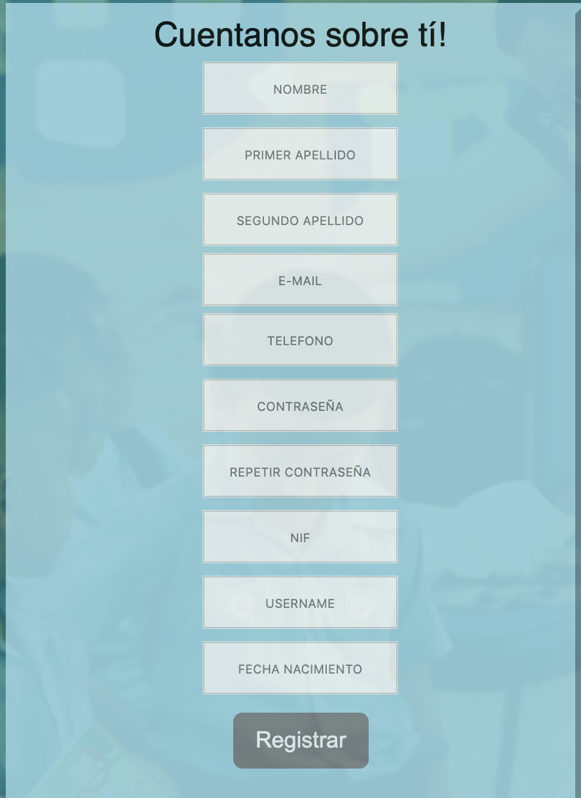 Cuentanos sobre tí!
NOMBRE
PRIMER APELLIDO
SEGUNDO APELLIDO
E-MAIL
TELEFONO
CONTRASEÑA
REPETIR CONTRASEÑA
NIF
USERNAME
FECHA NACIMIENTO
Registrar